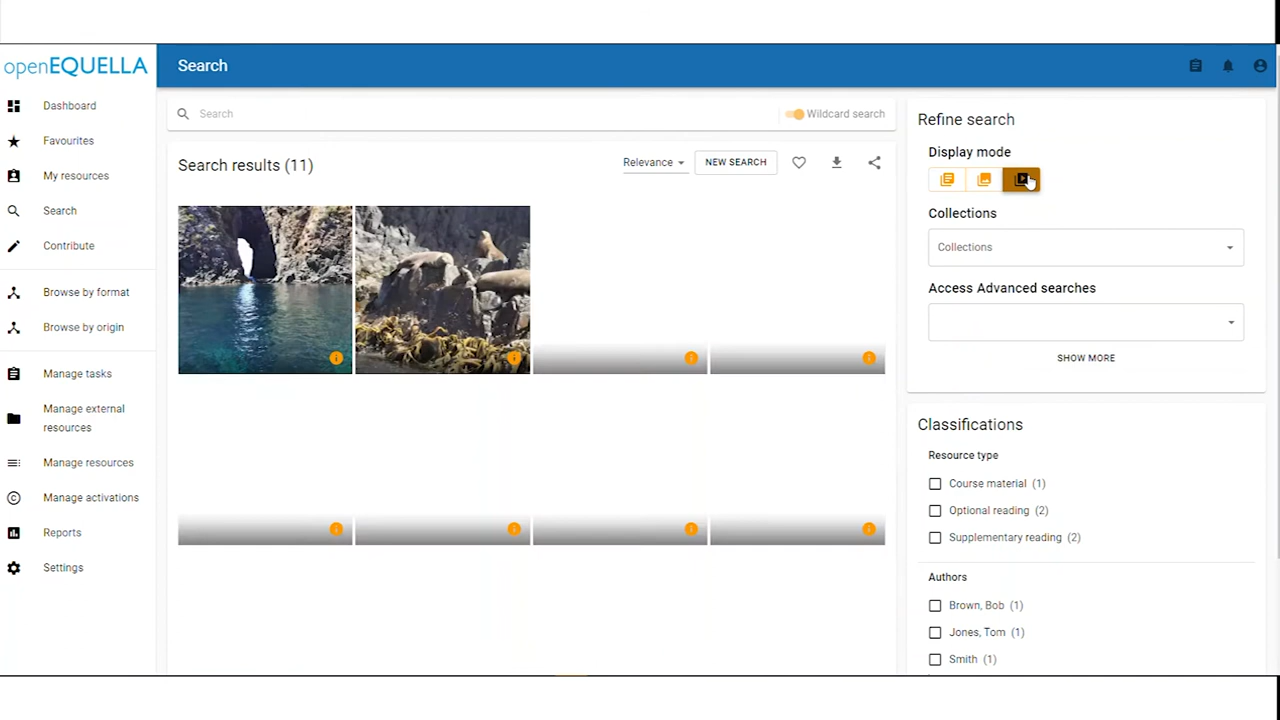 openEQUELLA
Search
Dashboard
Favourites
My resources
Search
Contribute
Browse by format
Browse by origin
Manage tasks
Manage external
resources
Manage resources
Manage activations
Reports
Settings
Search
Wildcard search
Search results (11)
Relevance
NEW SEARCH
Refine search
Display mode
Collections
Collections
Access Advanced searches
SHOW MORE
Classifications
Resource type
Course material (1)
Optional reading (2)
Supplementary reading (2)
Authors
Brown, Bob (1)
Jones, Tom (1)
Smith (1)